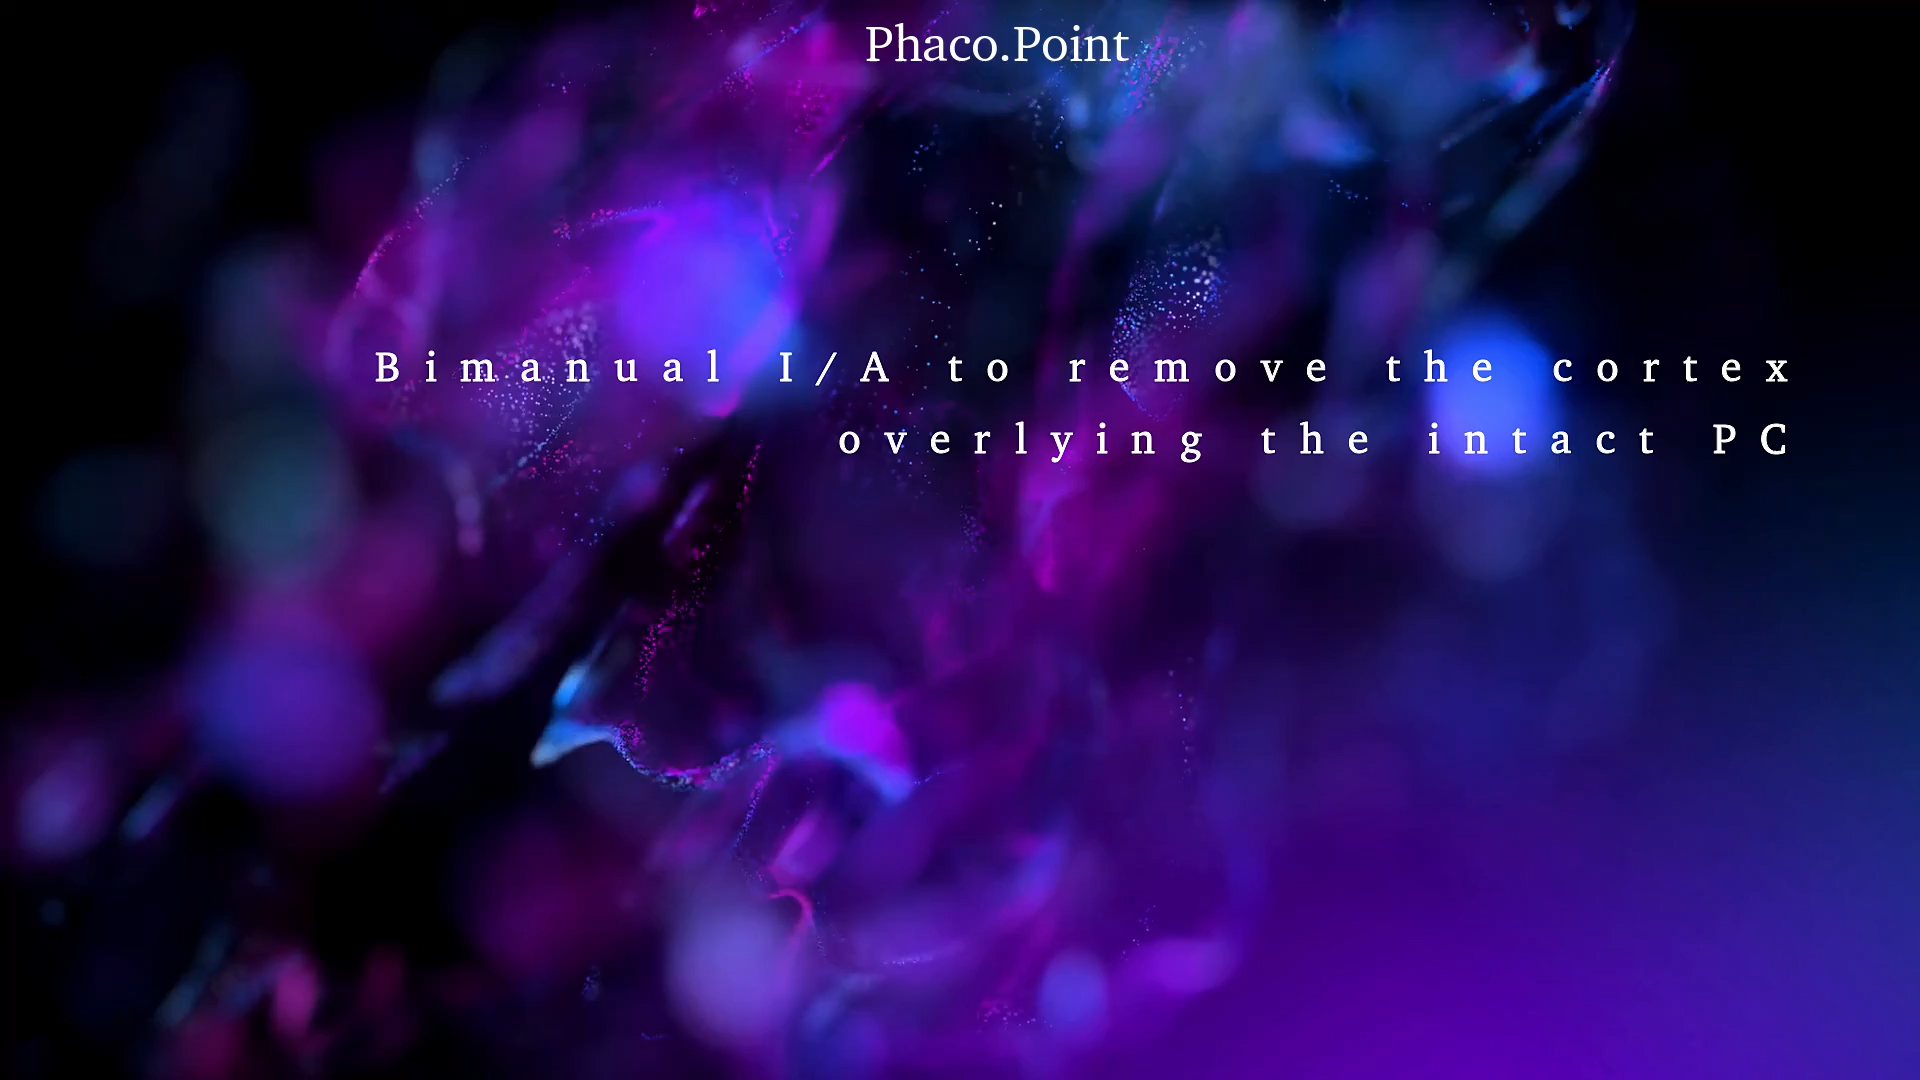 Phaco.Point
Bimanual I/A to remove the cortex
overlying the intact PC